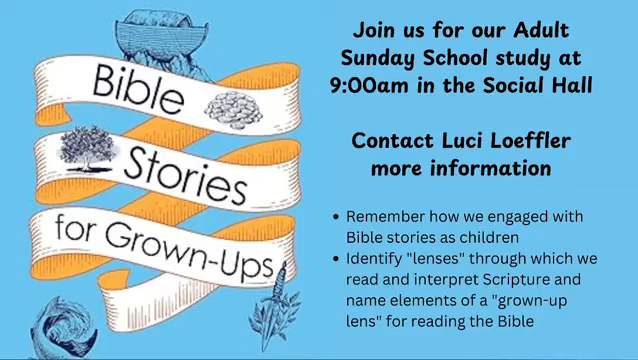 Bible
Stories
for Grown-Ups
Join us for our Adult
Sunday School study at
9:00am in the Social Hall
Contact Luci Loeffler
more information
• Remember how we engaged with
Bible stories as children
• Identify "lenses" through which we
read and interpret Scripture and
name elements of a "grown-up
lens" for reading the Bible